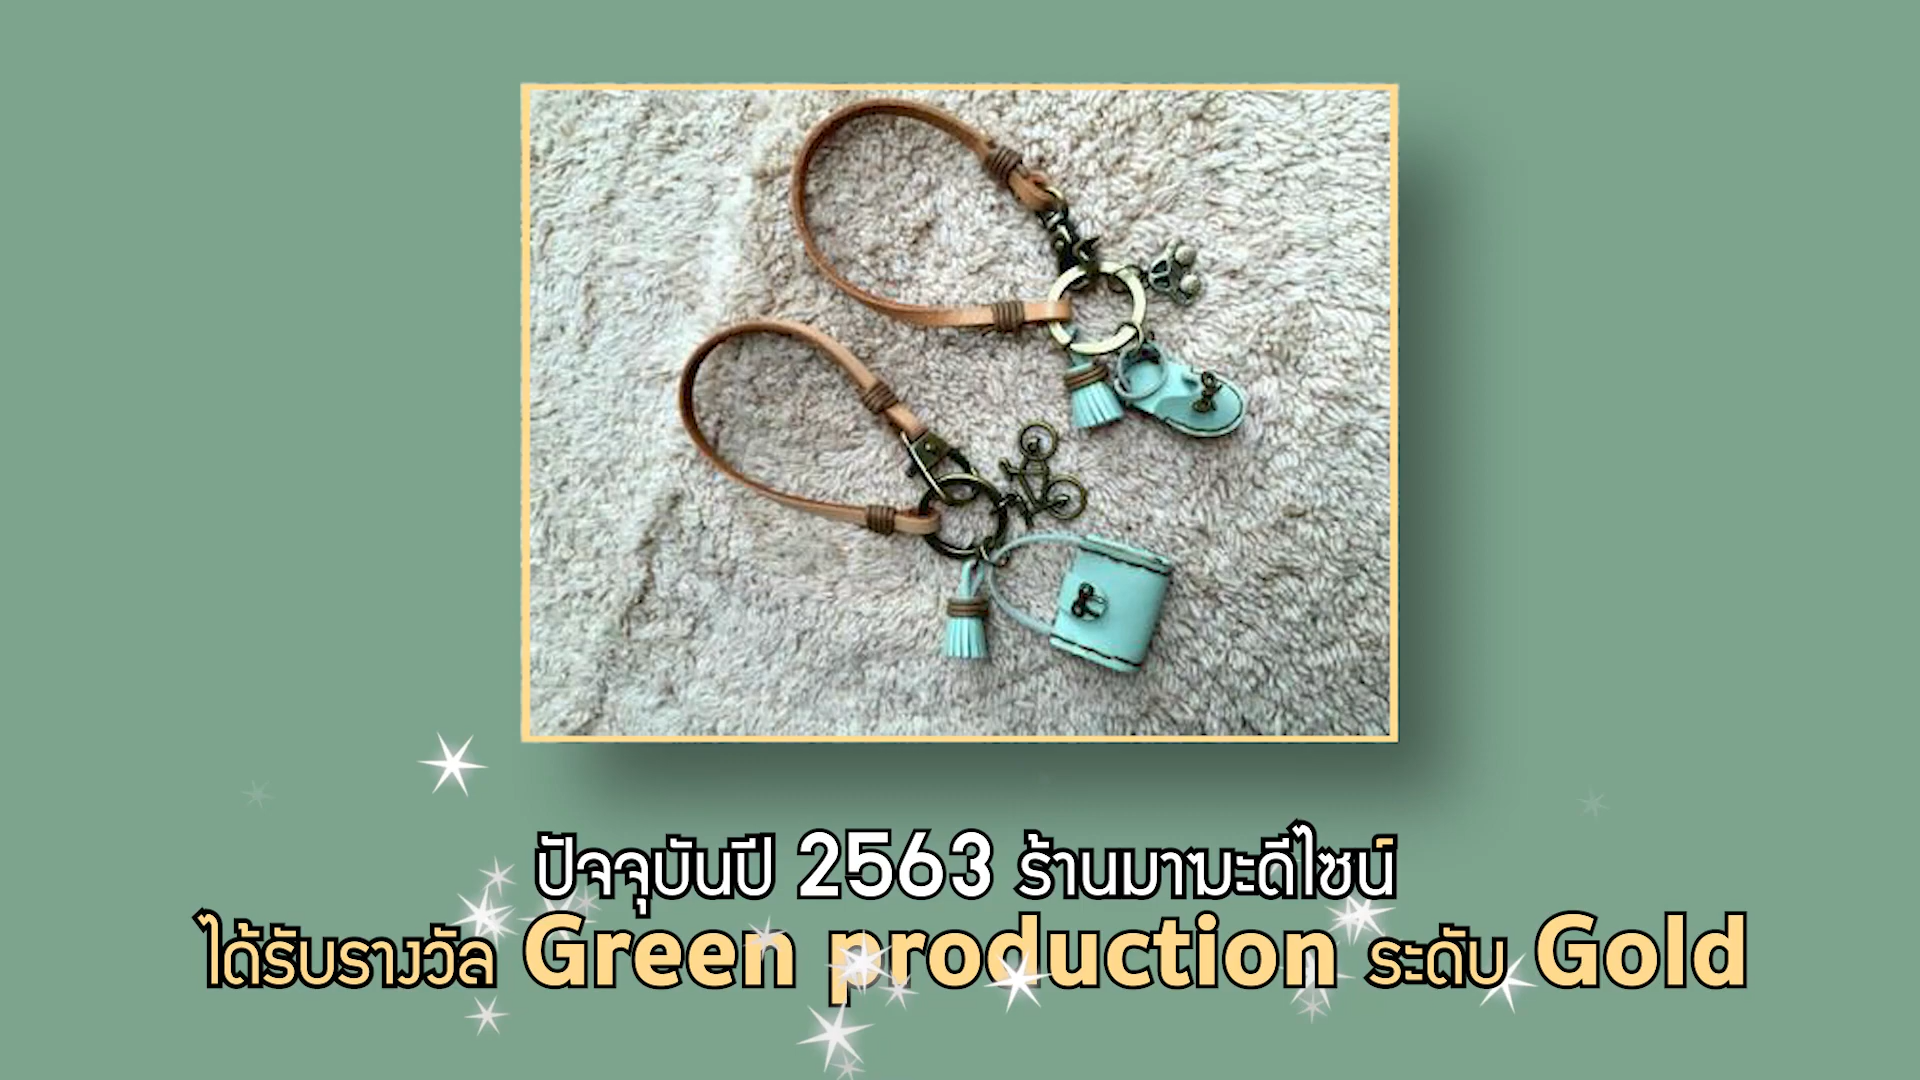 ปัจจุบันปี 2563 ร้านมาฆะดีไซน์
ได้รับรางวัล Green production ระดับ Gold